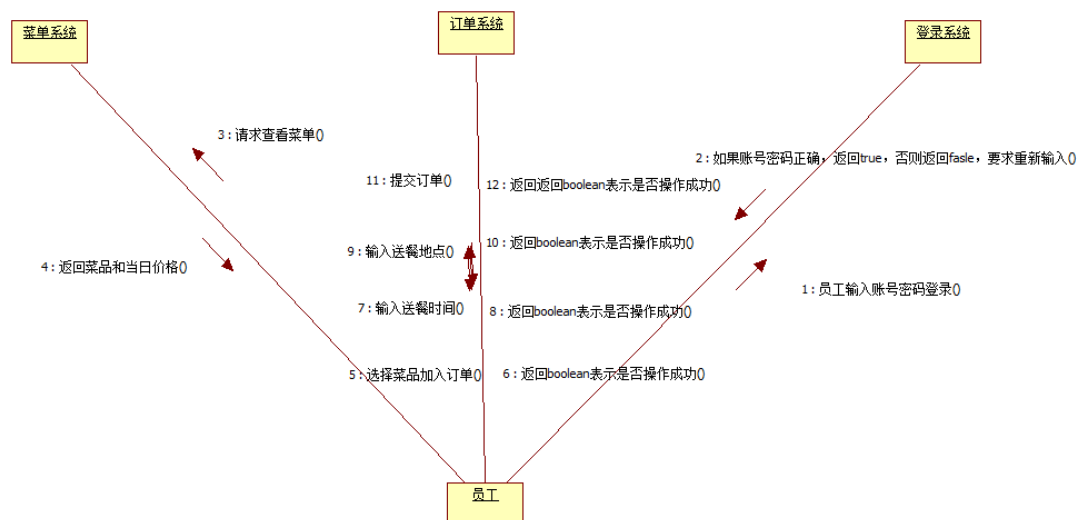 菜单系统
订单系统
登录系统
3 : 请求查看菜单()
2 : 如果账号密码正确，返回true，否则返回fasle，要求重新输入()
11 : 提交订单()
12 : 返回返回boolean表示是否操作成功()
9 : 输入送餐地点()
10 : 返回boolean表示是否操作成功()
4 : 返回菜品和当日价格()
1 : 员工输入账号密码登录()
7 : 输入送餐时间()
8 : 返回boolean表示是否操作成功()
5 : 选择菜品加入订单()
6 : 返回boolean表示是否操作成功()
员工